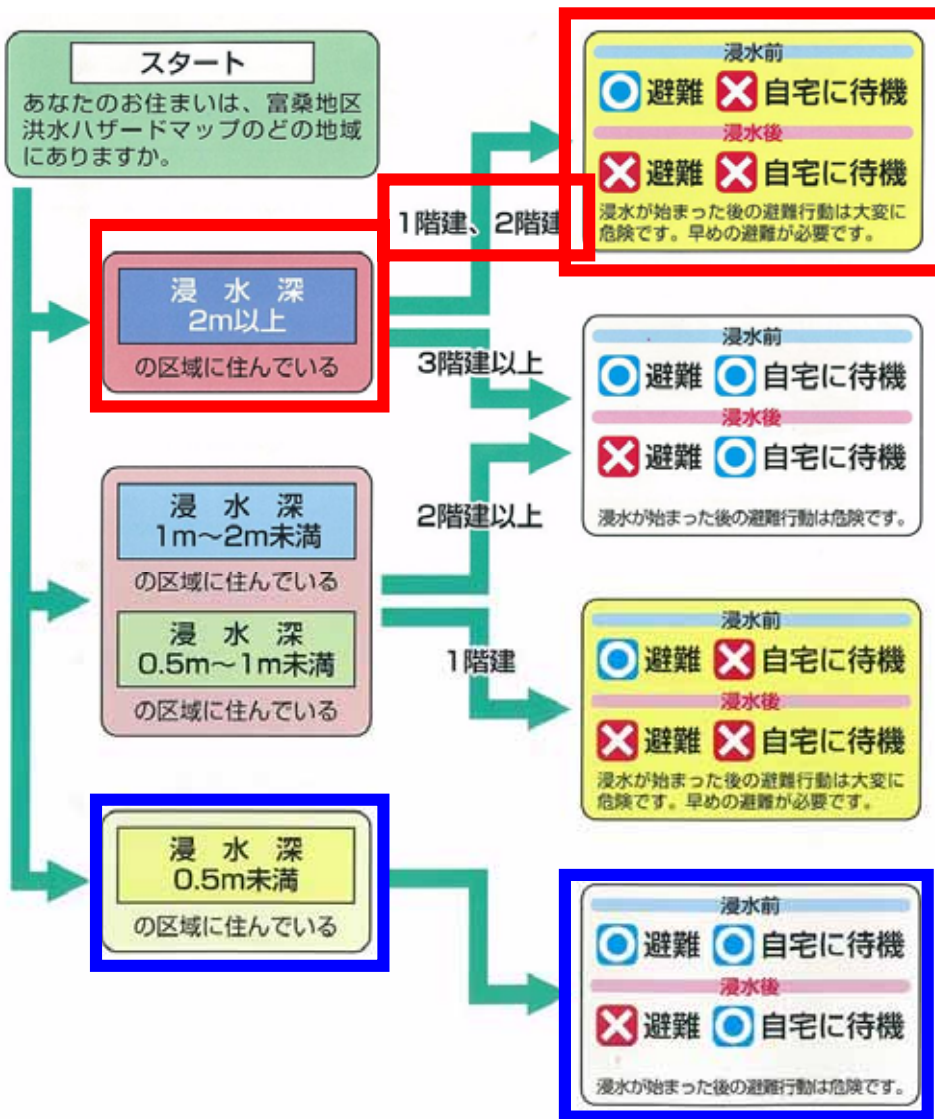 スタート
あなたのお住まいは、富桑地区
洪水ハザードマップのどの地域
にありますか。
浸水深
2m以上
の区域に住んでいる
1階建、2階建
浸水前
避難 自宅に待機
浸水後
避難 自宅に待機
浸水が始まった後の避難行動は大変に
危険です。早めの避難が必要です。
3階建以上
浸水前
避難 自宅に待機
浸水後
避難 自宅に待機
浸水が始まった後の避難行動は危険です。
浸水深
1m〜2m未満
の区域に住んでいる
浸水深
0.5m〜1m未満
の区域に住んでいる
2階建以上
1階建
浸水前
避難 自宅に待機
浸水後
避難 自宅に待機
浸水が始まった後の避難行動は大変に
危険です。早めの避難が必要です。
浸水深
0.5m未満
の区域に住んでいる
浸水前
避難 自宅に待機
浸水後
避難 自宅に待機
浸水が始まった後の避難行動は危険です。